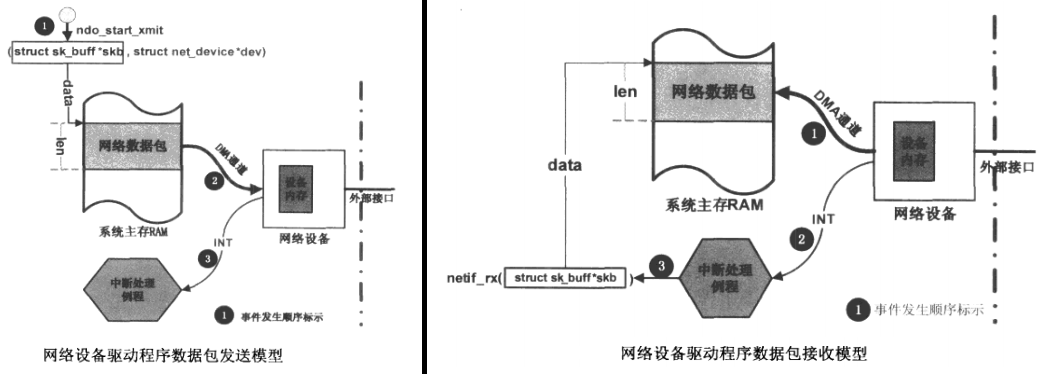 1
ndo_start_xmit
(struct sk_buff *skb , struct net_device *dev)
data
len
网络数据包
DMA通道
2
设备
内存
外部接口
网络设备
系统主存RAM
INT
3
中断处理
例程
1 事件发生顺序标示
网络设备驱动程序数据包发送模型
len
网络数据包
DMA通道
1
设备
内存
外部接口
网络设备
data
系统主存RAM
INT
2
netif_rx( struct sk_buff *skb )
3
中断处理
例程
1 事件发生顺序标示
网络设备驱动程序数据包接收模型